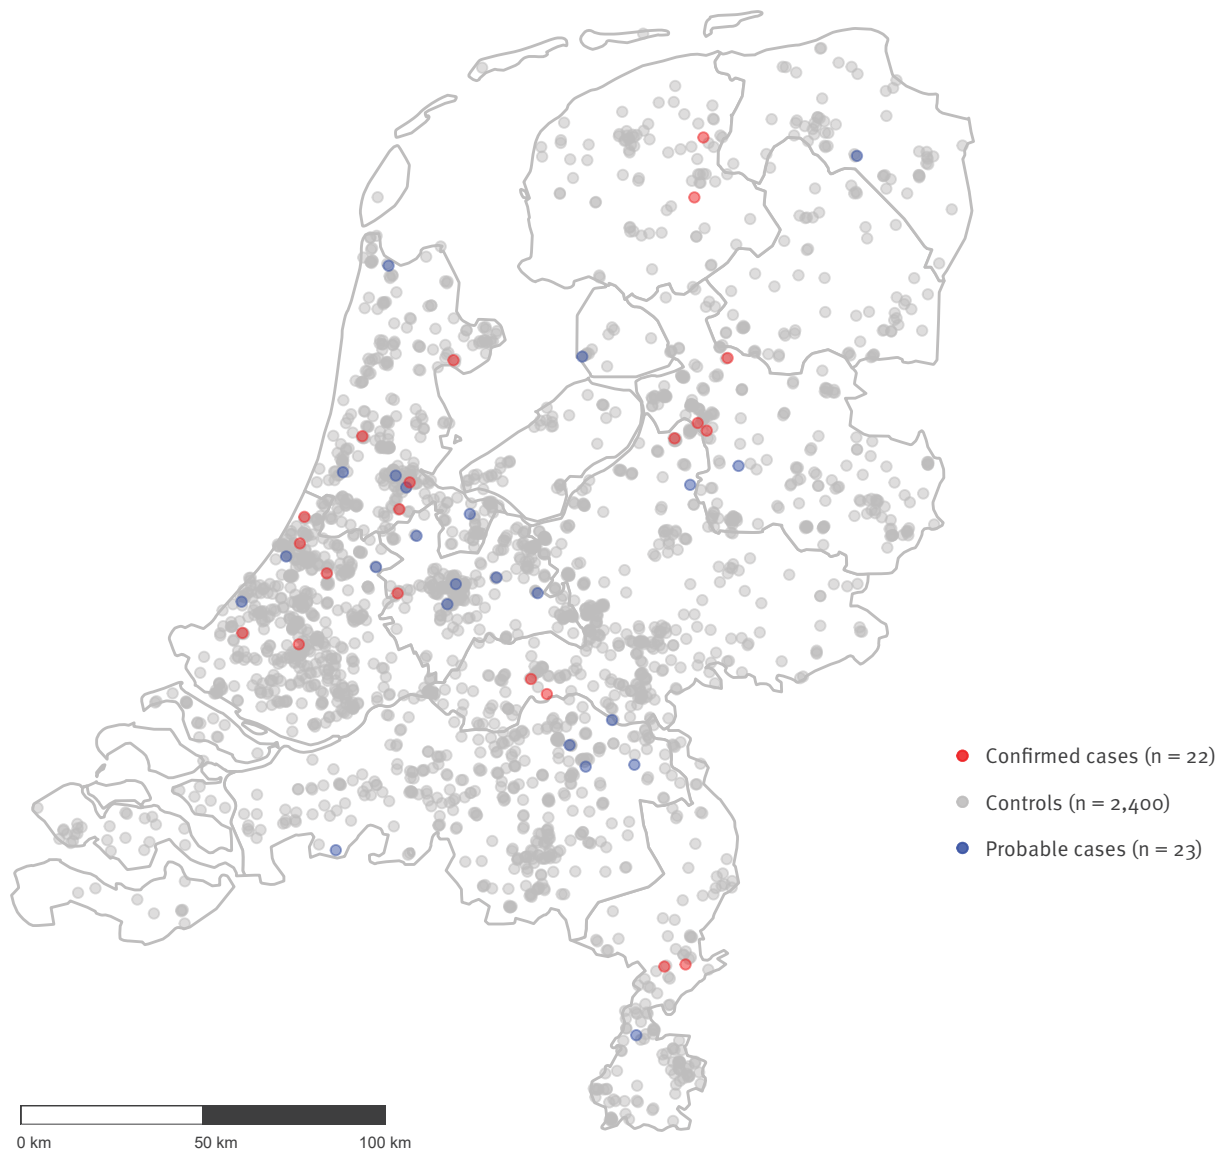 Confirmed cases (n = 22)
Controls (n = 2,400)
Probable cases (n = 23)
0 km 50 km 100 km